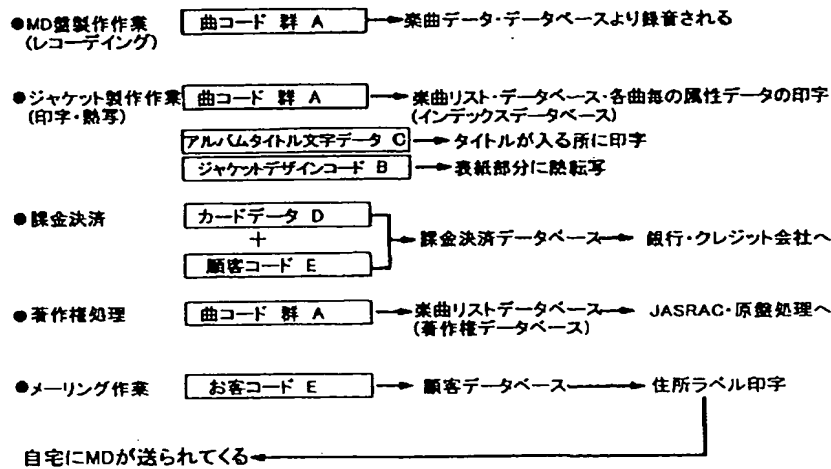 ●MD盤製作作業 曲コード 群 A 楽曲データ・データベースより録音される
(レコーデイング)
●ジャケット製作作業 曲コード 群 A 楽曲リスト・データベース・各曲毎の属性データの印字
(印字・熱写) (インデックスデータベース)
アルバムタイトル文字データ C タイトルが入る所に印字
ジャケットデザインコード B 表紙部分に熱転写
●課金決済 カードデータ D
+ 課金決済データベース 銀行・クレジット会社へ
顧客コード E
●著作権処理 曲コード 群 A 楽曲リストデータベース JASRAC・原盤処理へ
(著作権データベース)
●メーリング作業 お客コード E 顧客データベース 住所ラベル印字
自宅にMDが送られてくる